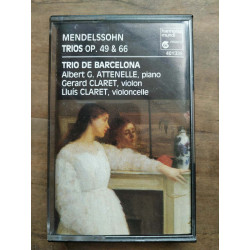 MENDELSSOHN
TRIOS OP. 49 & 66
TRIO DE BARCELONA
Albert G. ATTENELLE, piano
Gerard CLARET, violon
Lluís CLARET, violoncelle